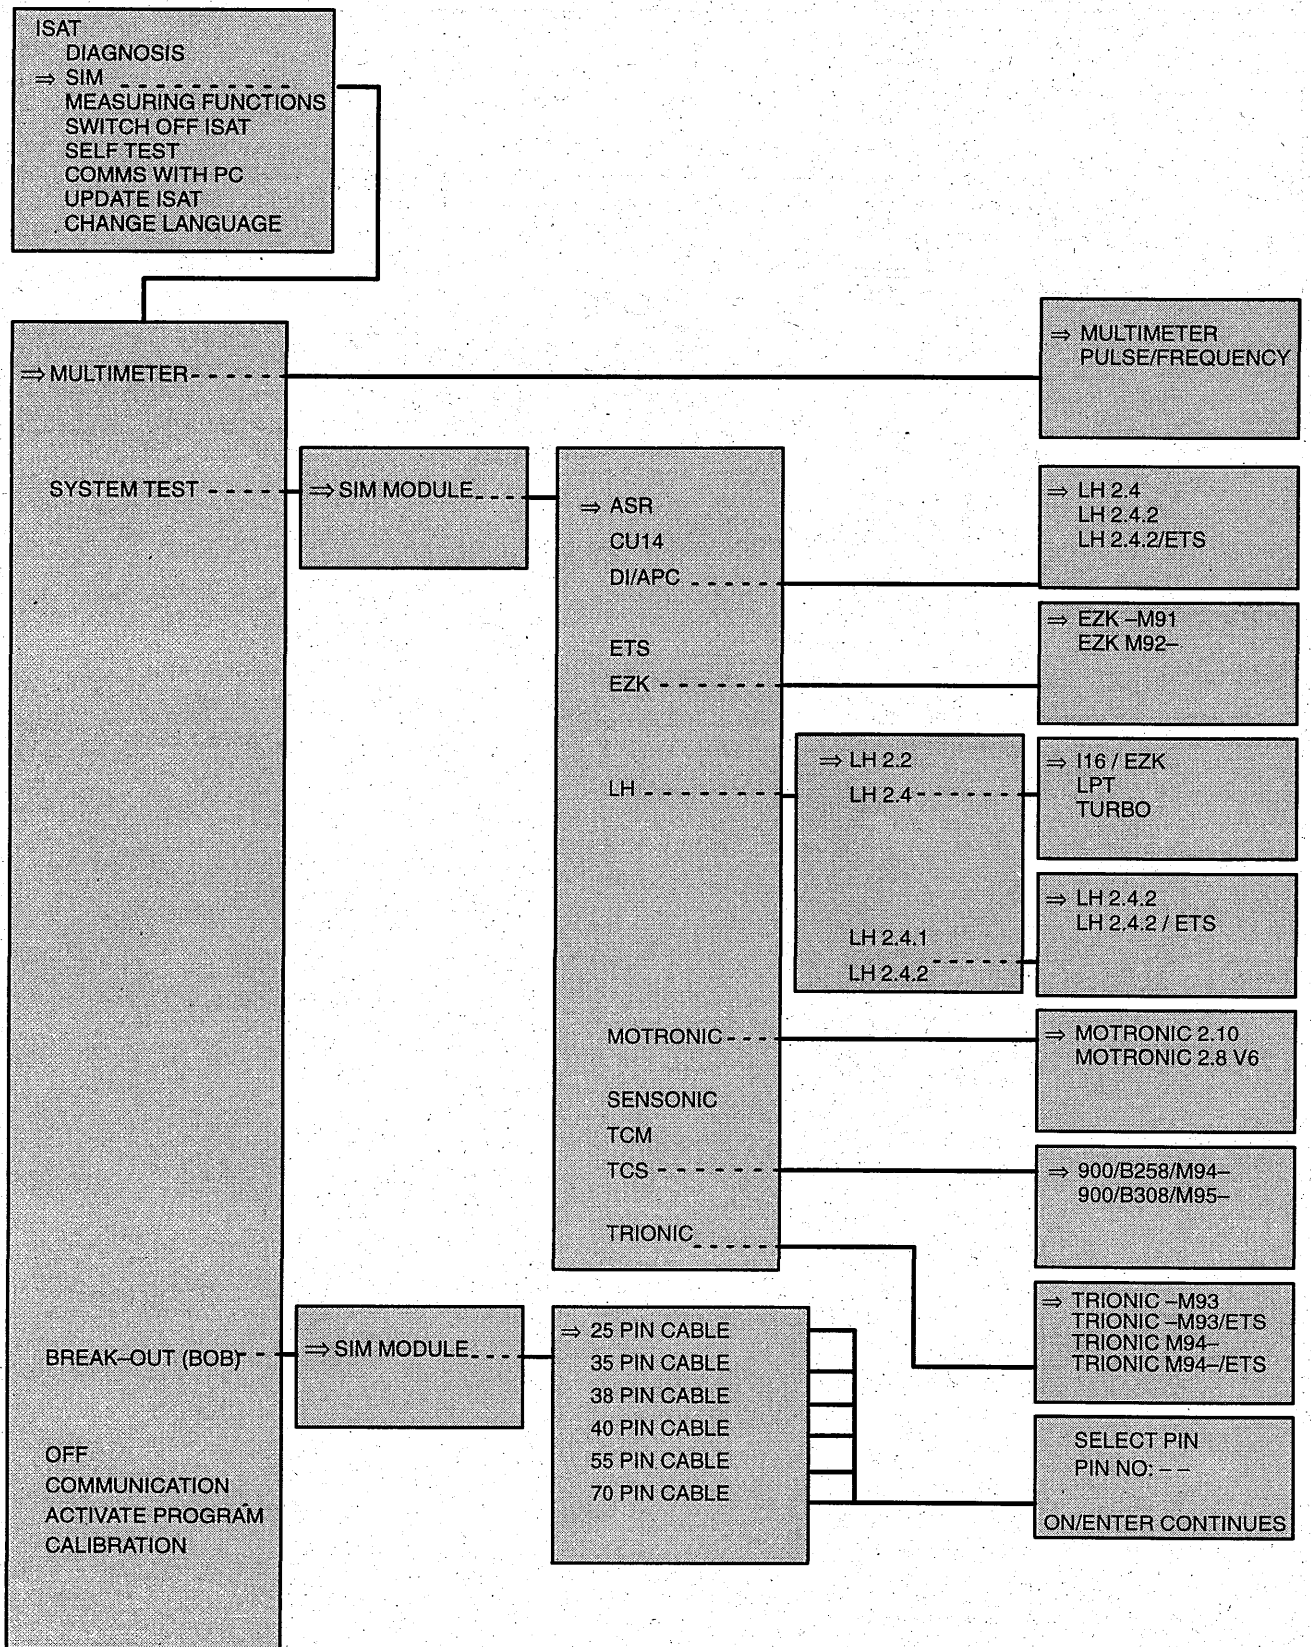 ISAT
DIAGNOSIS
⇒ SIM
MEASURING FUNCTIONS
SWITCH OFF ISAT
SELF TEST
COMMS WITH PC
UPDATE ISAT
CHANGE LANGUAGE
⇒ MULTIMETER
SYSTEM TEST
BREAK–OUT (BOB)
OFF
COMMUNICATION
ACTIVATE PROGRAM
CALIBRATION
⇒ MULTIMETER
PULSE/FREQUENCY
⇒ SIM MODULE
⇒ ASR
CU14
DI/APC
ETS
EZK
LH
MOTRONIC
SENSONIC
TCM
TCS
TRIONIC
⇒ LH 2.4
LH 2.4.2
LH 2.4.2/ETS
⇒ EZK –M91
EZK M92–
⇒ LH 2.2
LH 2.4
LH 2.4.1
LH 2.4.2
⇒ I16 / EZK
LPT
TURBO
⇒ LH 2.4.2
LH 2.4.2 / ETS
⇒ MOTRONIC 2.10
MOTRONIC 2.8 V6
⇒ 900/B258/M94–
900/B308/M95–
⇒ TRIONIC –M93
TRIONIC –M93/ETS
TRIONIC M94–
TRIONIC M94–/ETS
⇒ SIM MODULE
⇒ 25 PIN CABLE
35 PIN CABLE
38 PIN CABLE
40 PIN CABLE
55 PIN CABLE
70 PIN CABLE
SELECT PIN
PIN NO: – –
ON/ENTER CONTINUES